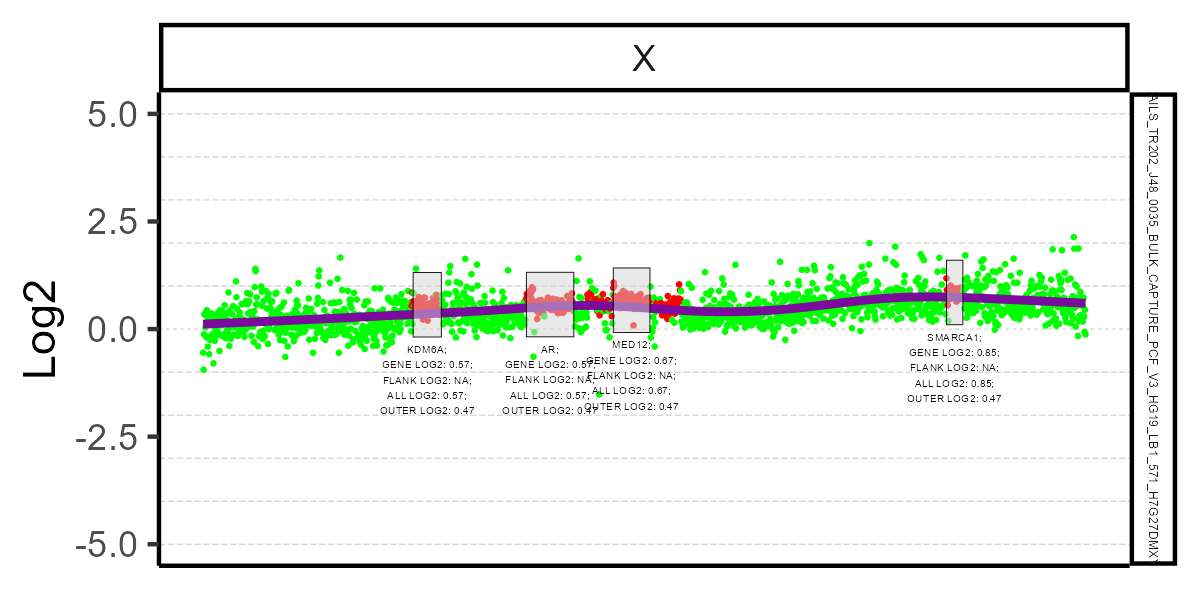 X
Log2
5.0
2.5
0.0
-2.5
-5.0
KDM6A;
GENE LOG2: 0.57;
FLANK LOG2: NA;
ALL LOG2: 0.57;
OUTER LOG2: 0.47
AR;
GENE LOG2: 0.57;
FLANK LOG2: NA;
ALL LOG2: 0.57;
OUTER LOG2: 0.47
MED12;
GENE LOG2: 0.67;
FLANK LOG2: NA;
ALL LOG2: 0.67;
OUTER LOG2: 0.47
SMARCA1;
GENE LOG2: 0.85;
FLANK LOG2: NA;
ALL LOG2: 0.85;
OUTER LOG2: 0.47
AILS_TR202_J48_0035_BULK_CAPTURE_PCF_V3_HG19_LB1_571_H7G27DMXY